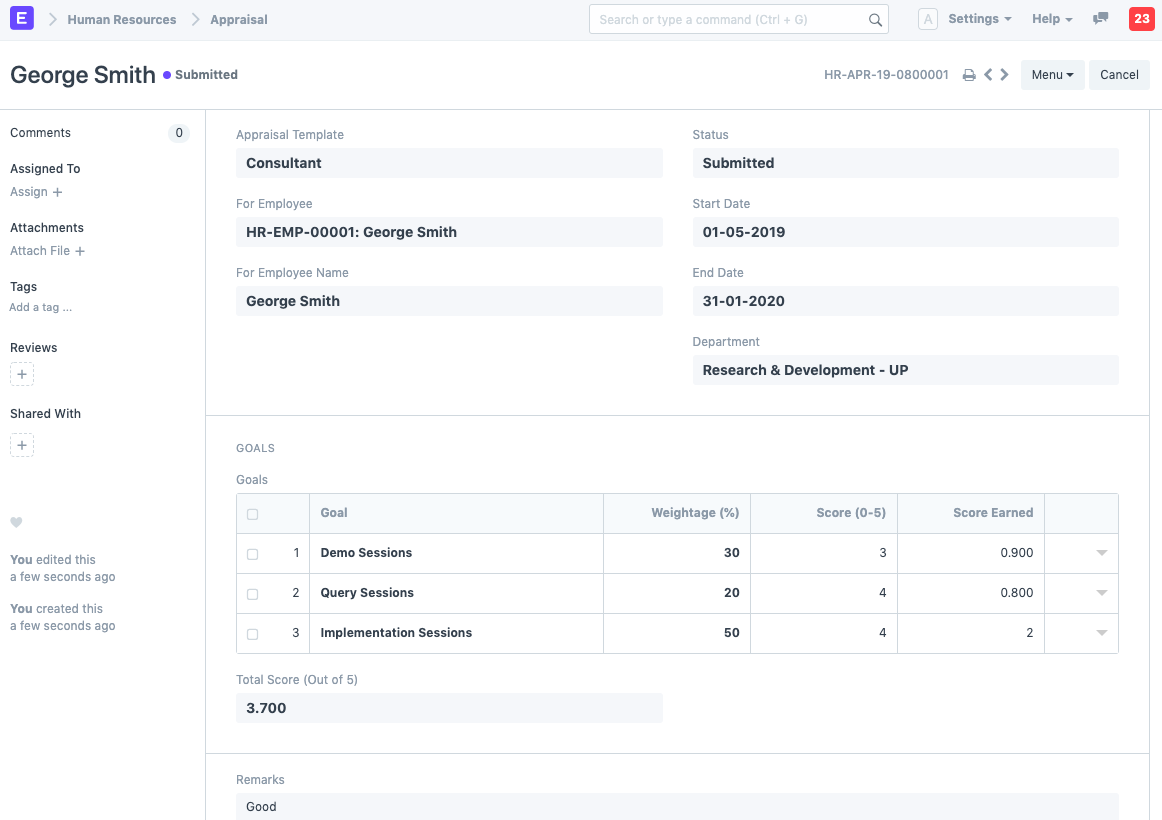 E Human Resources Appraisal Search or type a command (Ctrl + G) A Settings Help 23
George Smith Submitted HR-APR-19-0800001 Menu Cancel
Comments 0
Assigned To
Assign +
Attachments
Attach File +
Tags
Add a tag ...
Reviews
+
Shared With
+
You edited this
a few seconds ago
You created this
a few seconds ago
Appraisal Template
Consultant
For Employee
HR-EMP-00001: George Smith
For Employee Name
George Smith
Status
Submitted
Start Date
01-05-2019
End Date
31-01-2020
Department
Research & Development - UP
GOALS
Goals
Goal Weightage (%) Score (0-5) Score Earned
1 Demo Sessions 30 3 0.900
2 Query Sessions 20 4 0.800
3 Implementation Sessions 50 4 2
Total Score (Out of 5)
3.700
Remarks
Good